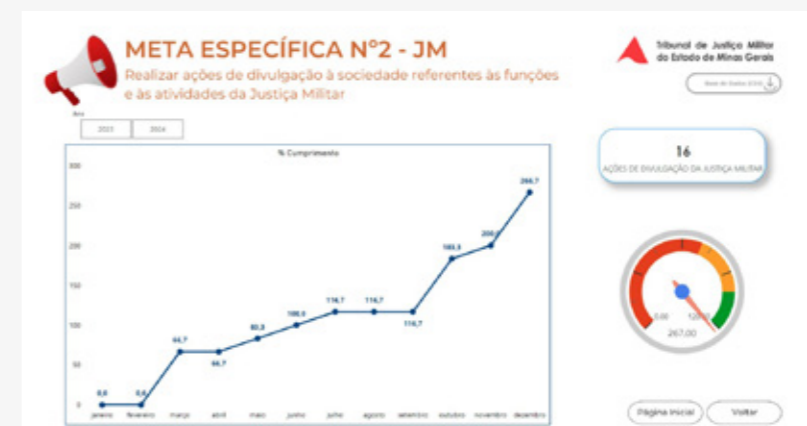 META ESPECÍFICA Nº2 - JM
Realizar ações de divulgação à sociedade referentes às funções
e às atividades da Justiça Militar
Tribunal de Justiça Militar
do Estado de Minas Gerais
Ano
2023 2024
% Cumprimento
300
250
200
150
100
50
0
0,0 0,0 66,7 66,7 83,3 100,0 116,7 116,7 116,7 183,3 200,0 266,7
janeiro fevereiro março abril maio junho julho agosto setembro outubro novembro dezembro
16
AÇÕES DE DIVULGAÇÃO DA JUSTIÇA MILITAR
0,00
267,00
Página Inicial Voltar